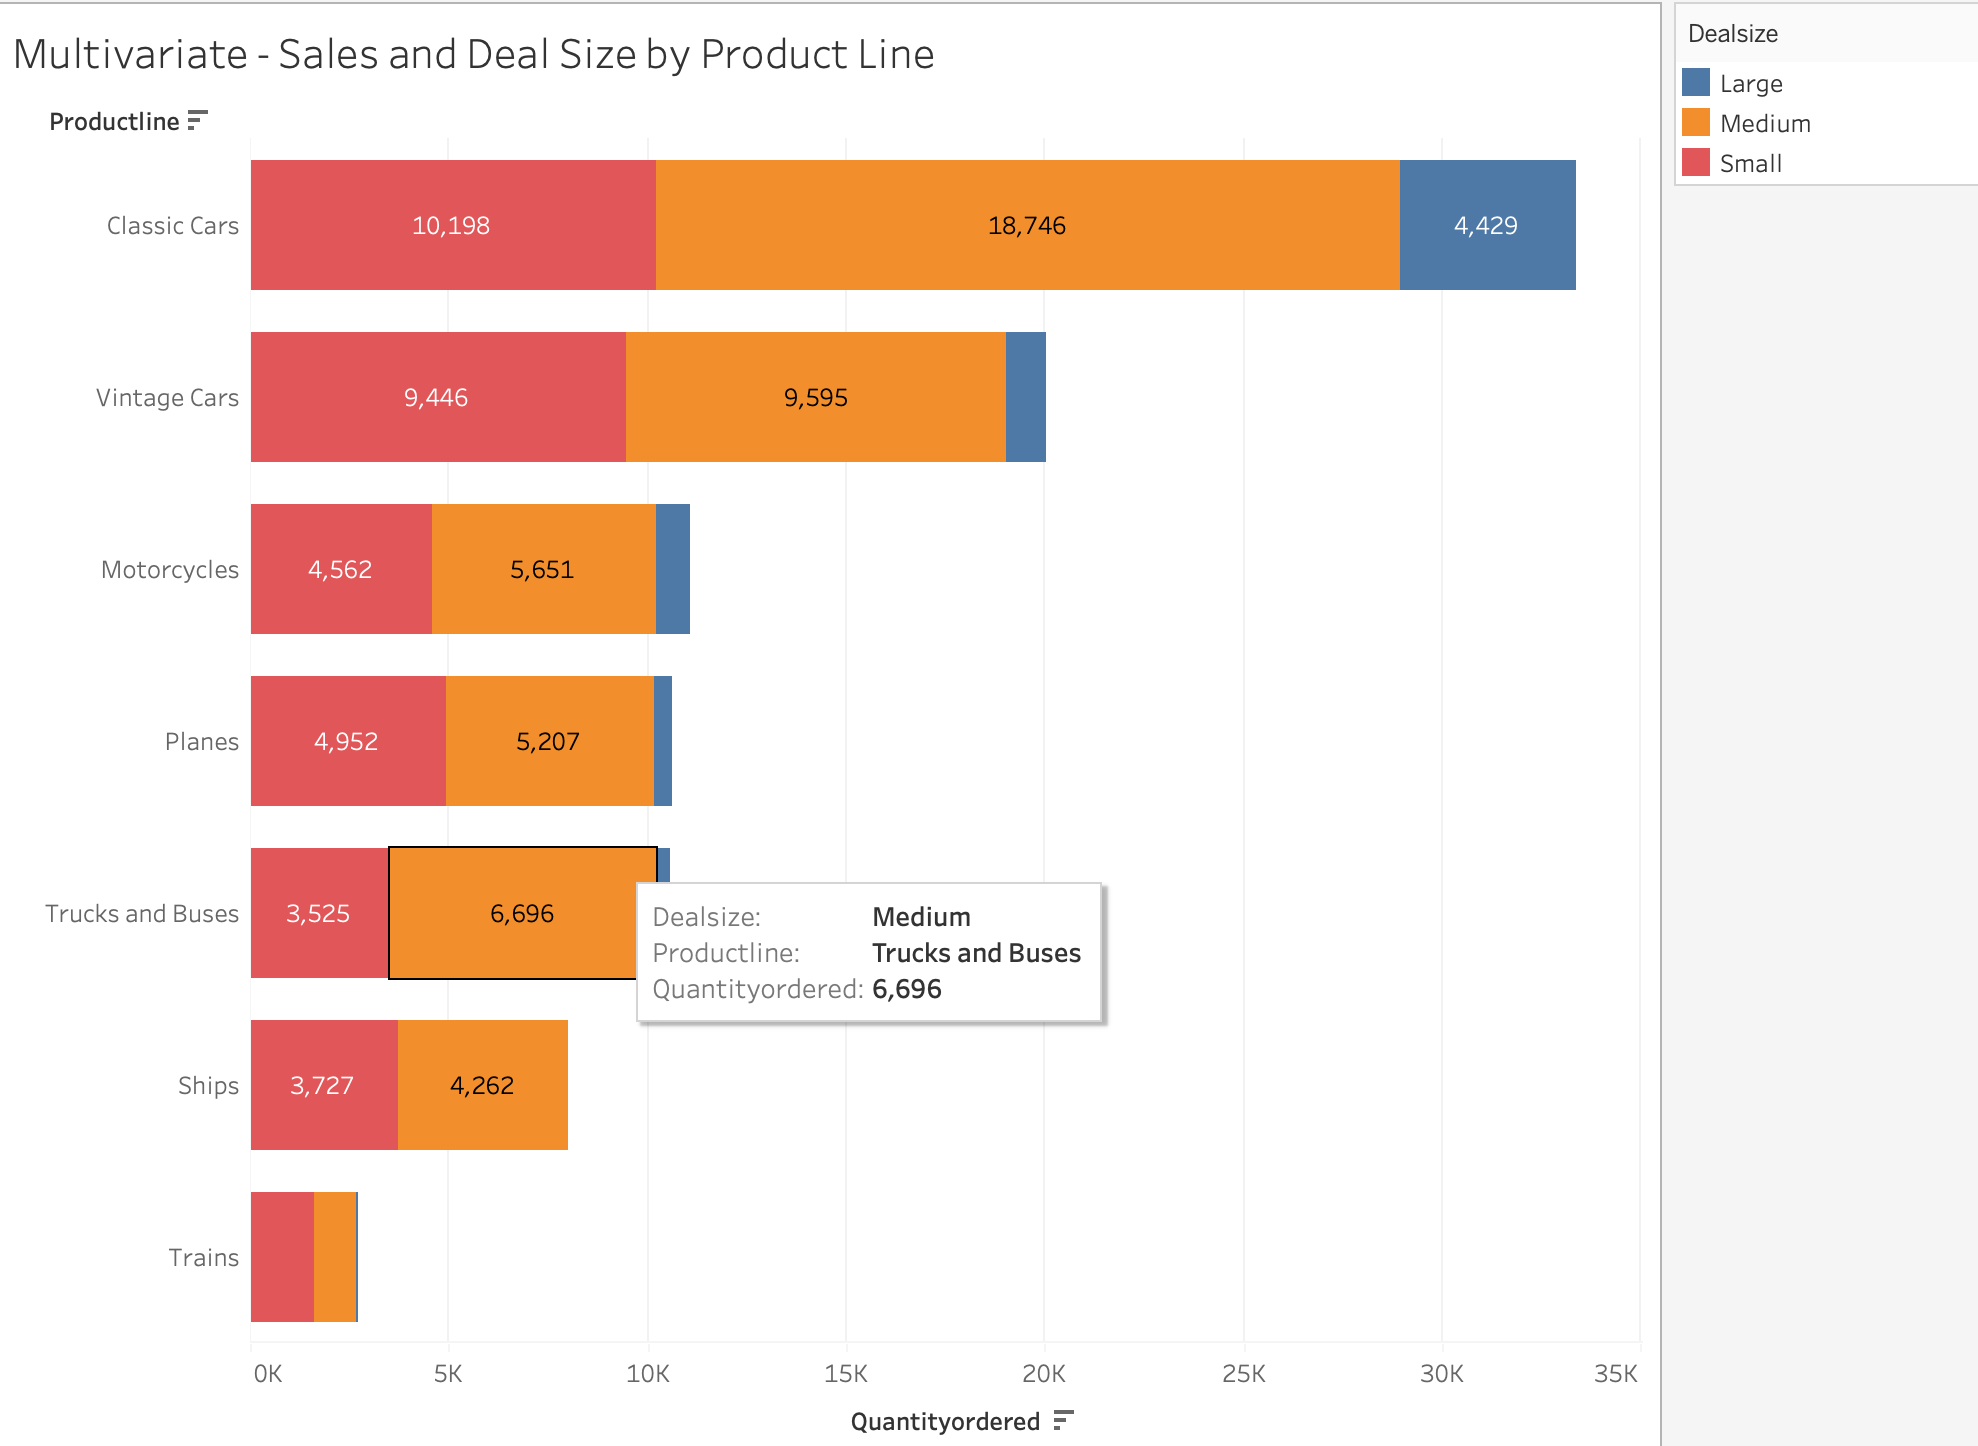 Multivariate - Sales and Deal Size by Product Line
Dealsize
Large
Medium
Small
Productline
Classic Cars 10,198 18,746 4,429
Vintage Cars 9,446 9,595
Motorcycles 4,562 5,651
Planes 4,952 5,207
Trucks and Buses 3,525 6,696
Dealsize: Medium
Productline: Trucks and Buses
Quantityordered: 6,696
Ships 3,727 4,262
Trains
0K 5K 10K 15K 20K 25K 30K 35K
Quantityordered